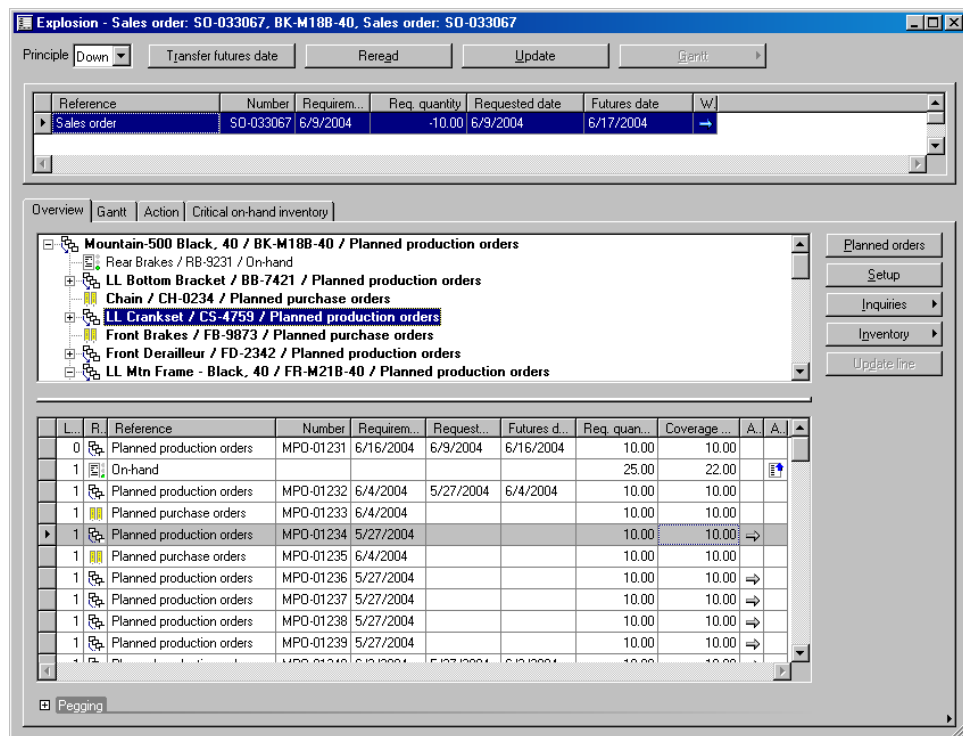 Explosion - Sales order: SO-033067, BK-M18B-40, Sales order: SO-033067
Principle Down Transfer futures date Reread Update Gantt
Reference Number Requirem... Req. quantity Requested date Futures date W.
Sales order SO-033067 6/9/2004 -10.00 6/9/2004 6/17/2004
Overview Gantt Action Critical on-hand inventory
Mountain-500 Black, 40 / BK-M18B-40 / Planned production orders
Rear Brakes / RB-9231 / On-hand
LL Bottom Bracket / BB-7421 / Planned production orders
Chain / CH-0234 / Planned purchase orders
LL Crankset / CS-4759 / Planned production orders
Front Brakes / FB-9873 / Planned purchase orders
Front Derailleur / FD-2342 / Planned production orders
LL Mtn Frame - Black, 40 / FR-M21B-40 / Planned production orders
Planned orders
Setup
Inquiries
Inventory
Update line
L... R.. Reference Number Requirem... Request... Futures d... Req. quan... Coverage ... A.. A..
0 Planned production orders MPO-01231 6/16/2004 6/9/2004 6/16/2004 10.00 10.00
1 On-hand 25.00 22.00
1 Planned production orders MPO-01232 6/4/2004 5/27/2004 6/4/2004 10.00 10.00
1 Planned purchase orders MPO-01233 6/4/2004 10.00 10.00
1 Planned production orders MPO-01234 5/27/2004 10.00 10.00
1 Planned purchase orders MPO-01235 6/4/2004 10.00 10.00
1 Planned production orders MPO-01236 5/27/2004 10.00 10.00
1 Planned production orders MPO-01237 5/27/2004 10.00 10.00
1 Planned production orders MPO-01238 5/27/2004 10.00 10.00
1 Planned production orders MPO-01239 5/27/2004 10.00 10.00
Pegging